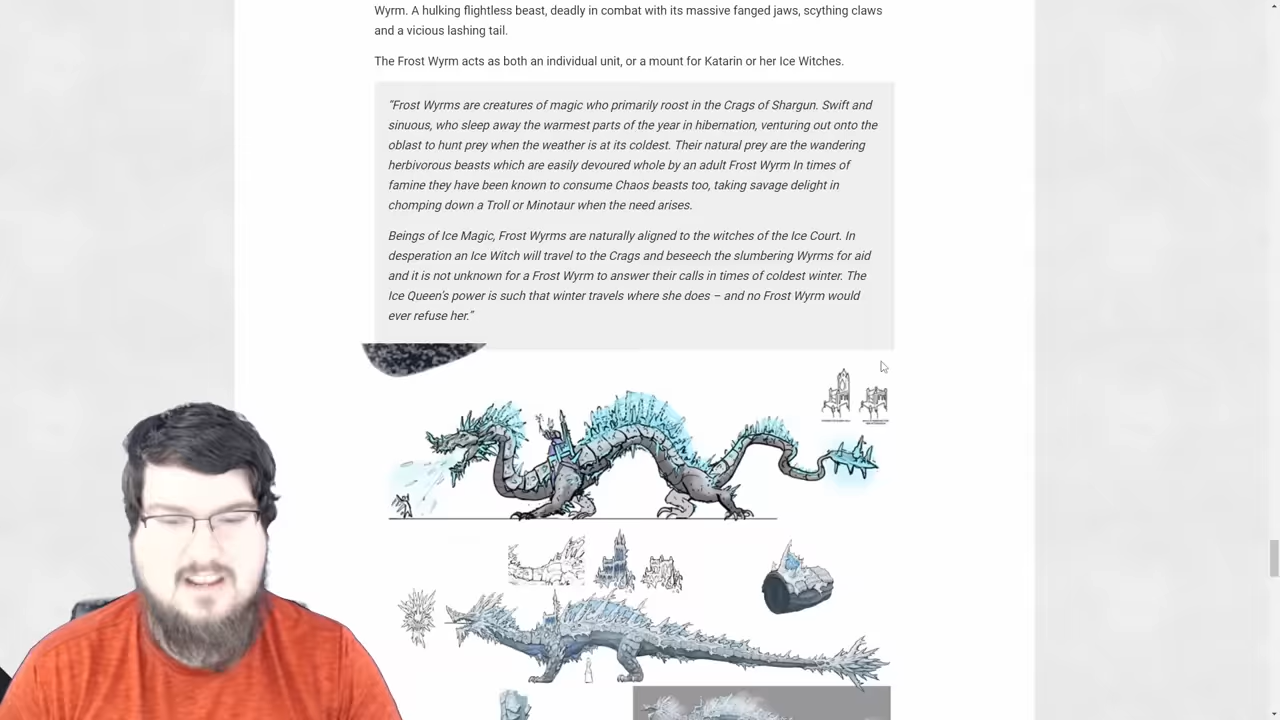 Wyrm. A hulking flightless beast, deadly in combat with its massive fanged jaws, scything claws
and a vicious lashing tail.
The Frost Wyrm acts as both an individual unit, or a mount for Katarin or her Ice Witches.
“Frost Wyrms are creatures of magic who primarily roost in the Crags of Shargun. Swift and
sinuous, who sleep away the warmest parts of the year in hibernation, venturing out onto the
oblast to hunt prey when the weather is at its coldest. Their natural prey are the wandering
herbivorous beasts which are easily devoured whole by an adult Frost Wyrm In times of
famine they have been known to consume Chaos beasts too, taking savage delight in
chomping down a Troll or Minotaur when the need arises.
Beings of Ice Magic, Frost Wyrms are naturally aligned to the witches of the Ice Court. In
desperation an Ice Witch will travel to the Crags and beseech the slumbering Wyrms for aid
and it is not unknown for a Frost Wyrm to answer their calls in times of coldest winter. The
Ice Queen’s power is such that winter travels where she does – and no Frost Wyrm would
ever refuse her.”